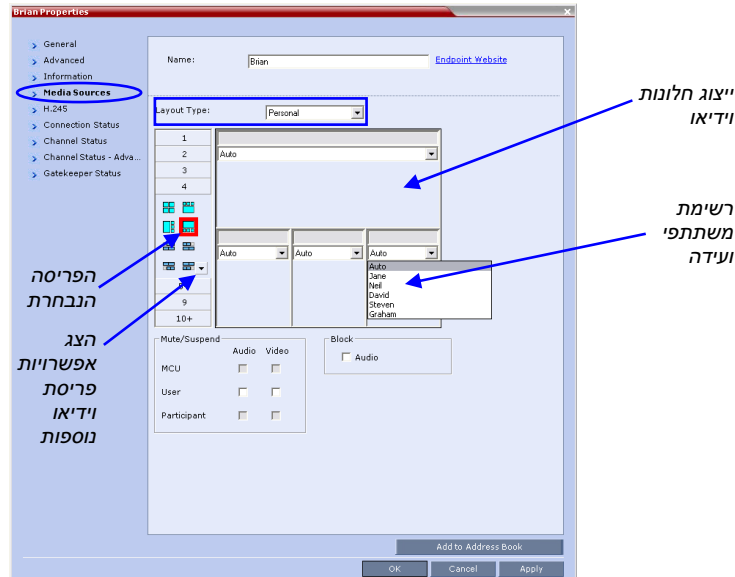 Brian Properties
General
Advanced
Information
Media Sources
H.245
Connection Status
Channel Status
Channel Status - Adva...
Gatekeeper Status
Name:
Brian
Endpoint Website
Layout Type:
Personal
1
2
3
4
9
10+
Auto
Auto
Auto
Auto
Auto
Jane
Neil
David
Steven
Graham
Mute/Suspend
Audio Video
MCU
User
Participant
Block
Audio
Add to Address Book
OK
Cancel
Apply
ייצוג חלונות
וידיאו
רשימת
משתתפי
ועידה
הפריסה
הנבחרת
הצג
אפשרויות
פריסת
וידיאו
נוספות